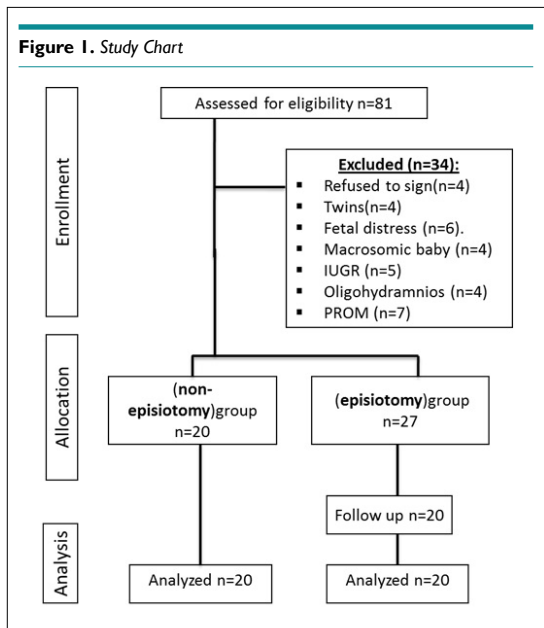 Figure 1. Study Chart
Enrollment
Assessed for eligibility n=81
Excluded (n=34):
▪ Refused to sign(n=4)
▪ Twins(n=4)
▪ Fetal distress (n=6).
▪ Macrosomic baby (n=4)
▪ IUGR (n=5)
▪ Oligohydramnios (n=4)
▪ PROM (n=7)
Allocation
(non-
episiotomy)group
n=20
(episiotomy)group
n=27
Follow up n=20
Analysis
Analyzed n=20
Analyzed n=20